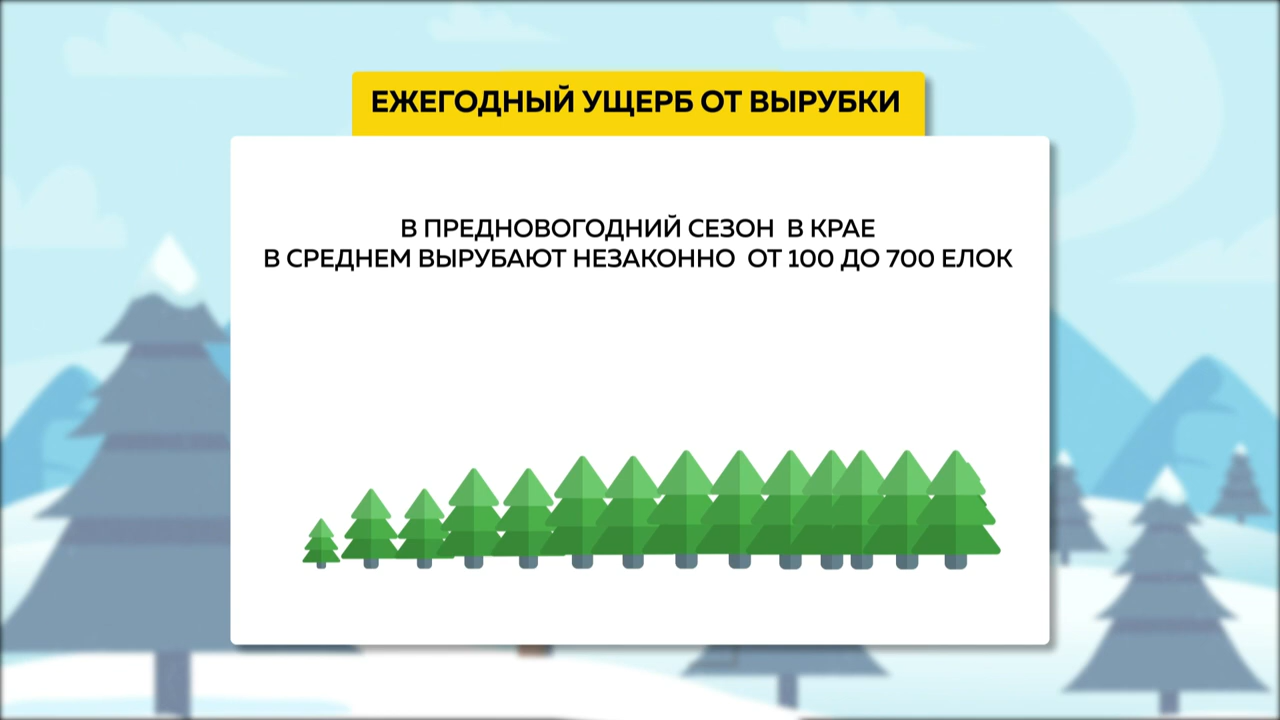 ЕЖЕГОДНЫЙ УЩЕРБ ОТ ВЫРУБКИ
В ПРЕДНОВОГОДНИЙ СЕЗОН В КРАЕ
В СРЕДНЕМ ВЫРУБАЮТ НЕЗАКОННО ОТ 100 ДО 700 ЕЛОК